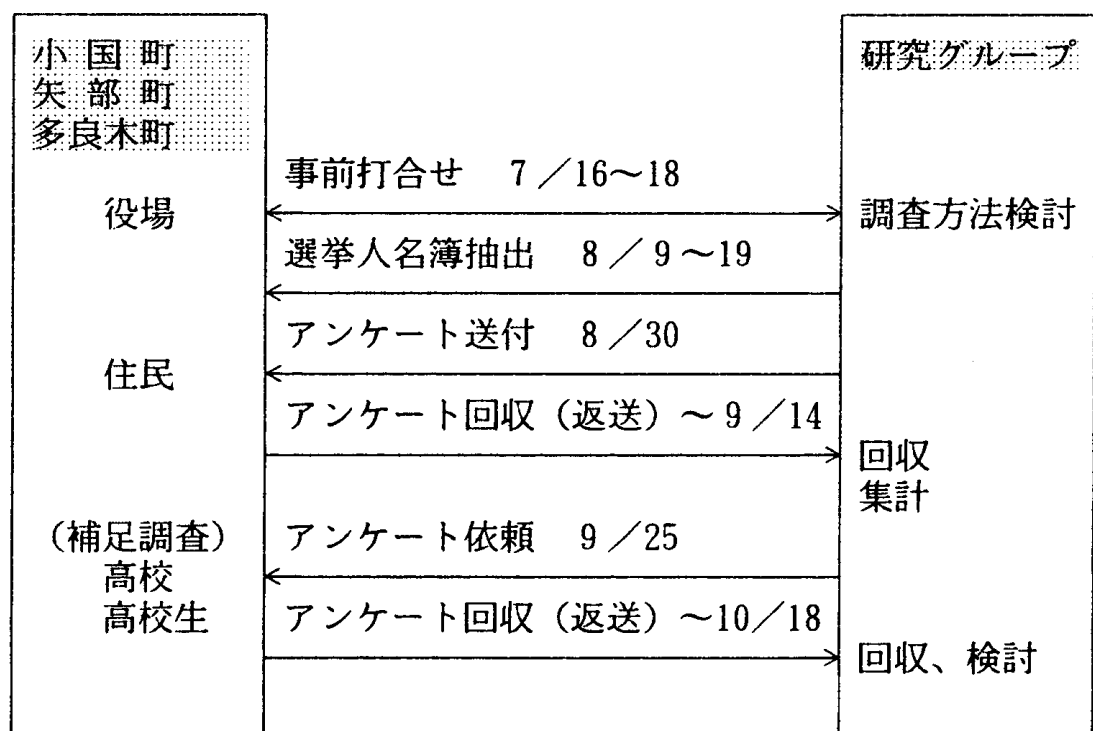 小国町
矢部町
多良木町
研究グループ
事前打合せ 7／16～18
役場
調査方法検討
選挙人名簿抽出 8／9～19
アンケート送付 8／30
住民
アンケート回収（返送）～9／14
回収
集計
（補足調査）
アンケート依頼 9／25
高校
高校生
アンケート回収（返送）～10／18
回収、検討